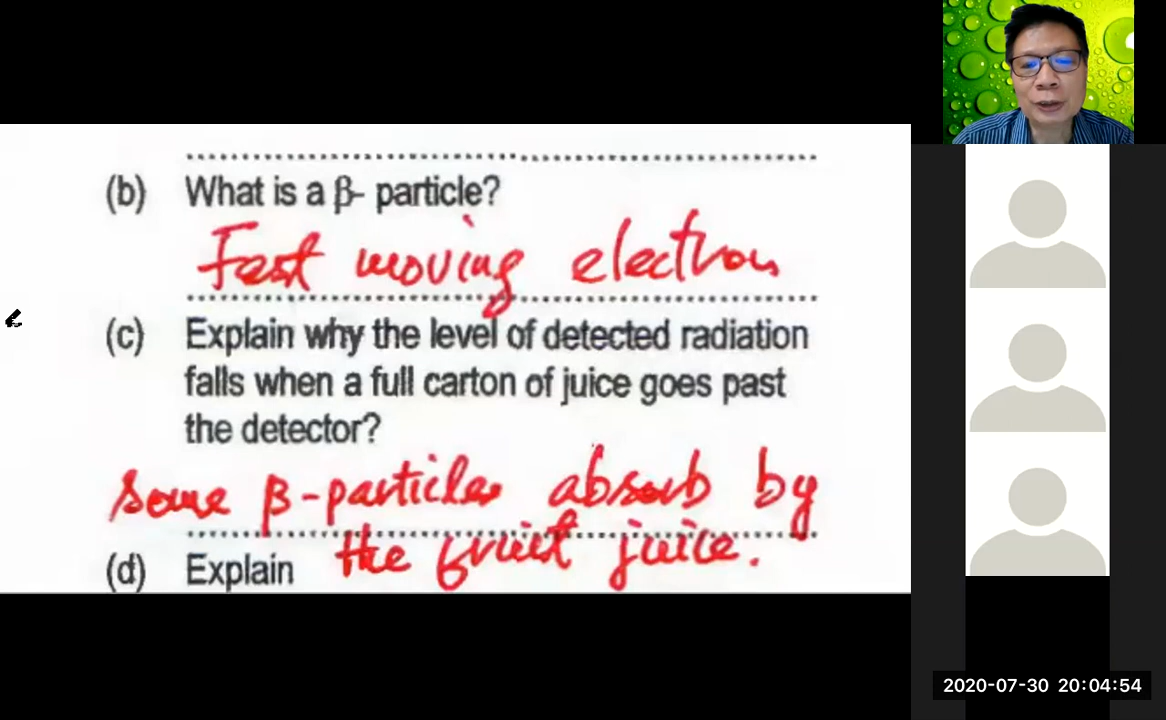 (b) What is a β- particle?
Fast moving electron
(c) Explain why the level of detected radiation
falls when a full carton of juice goes past
the detector?
Some β-particles absorb by
the fruit juice.
(d) Explain
2020-07-30 20:04:54